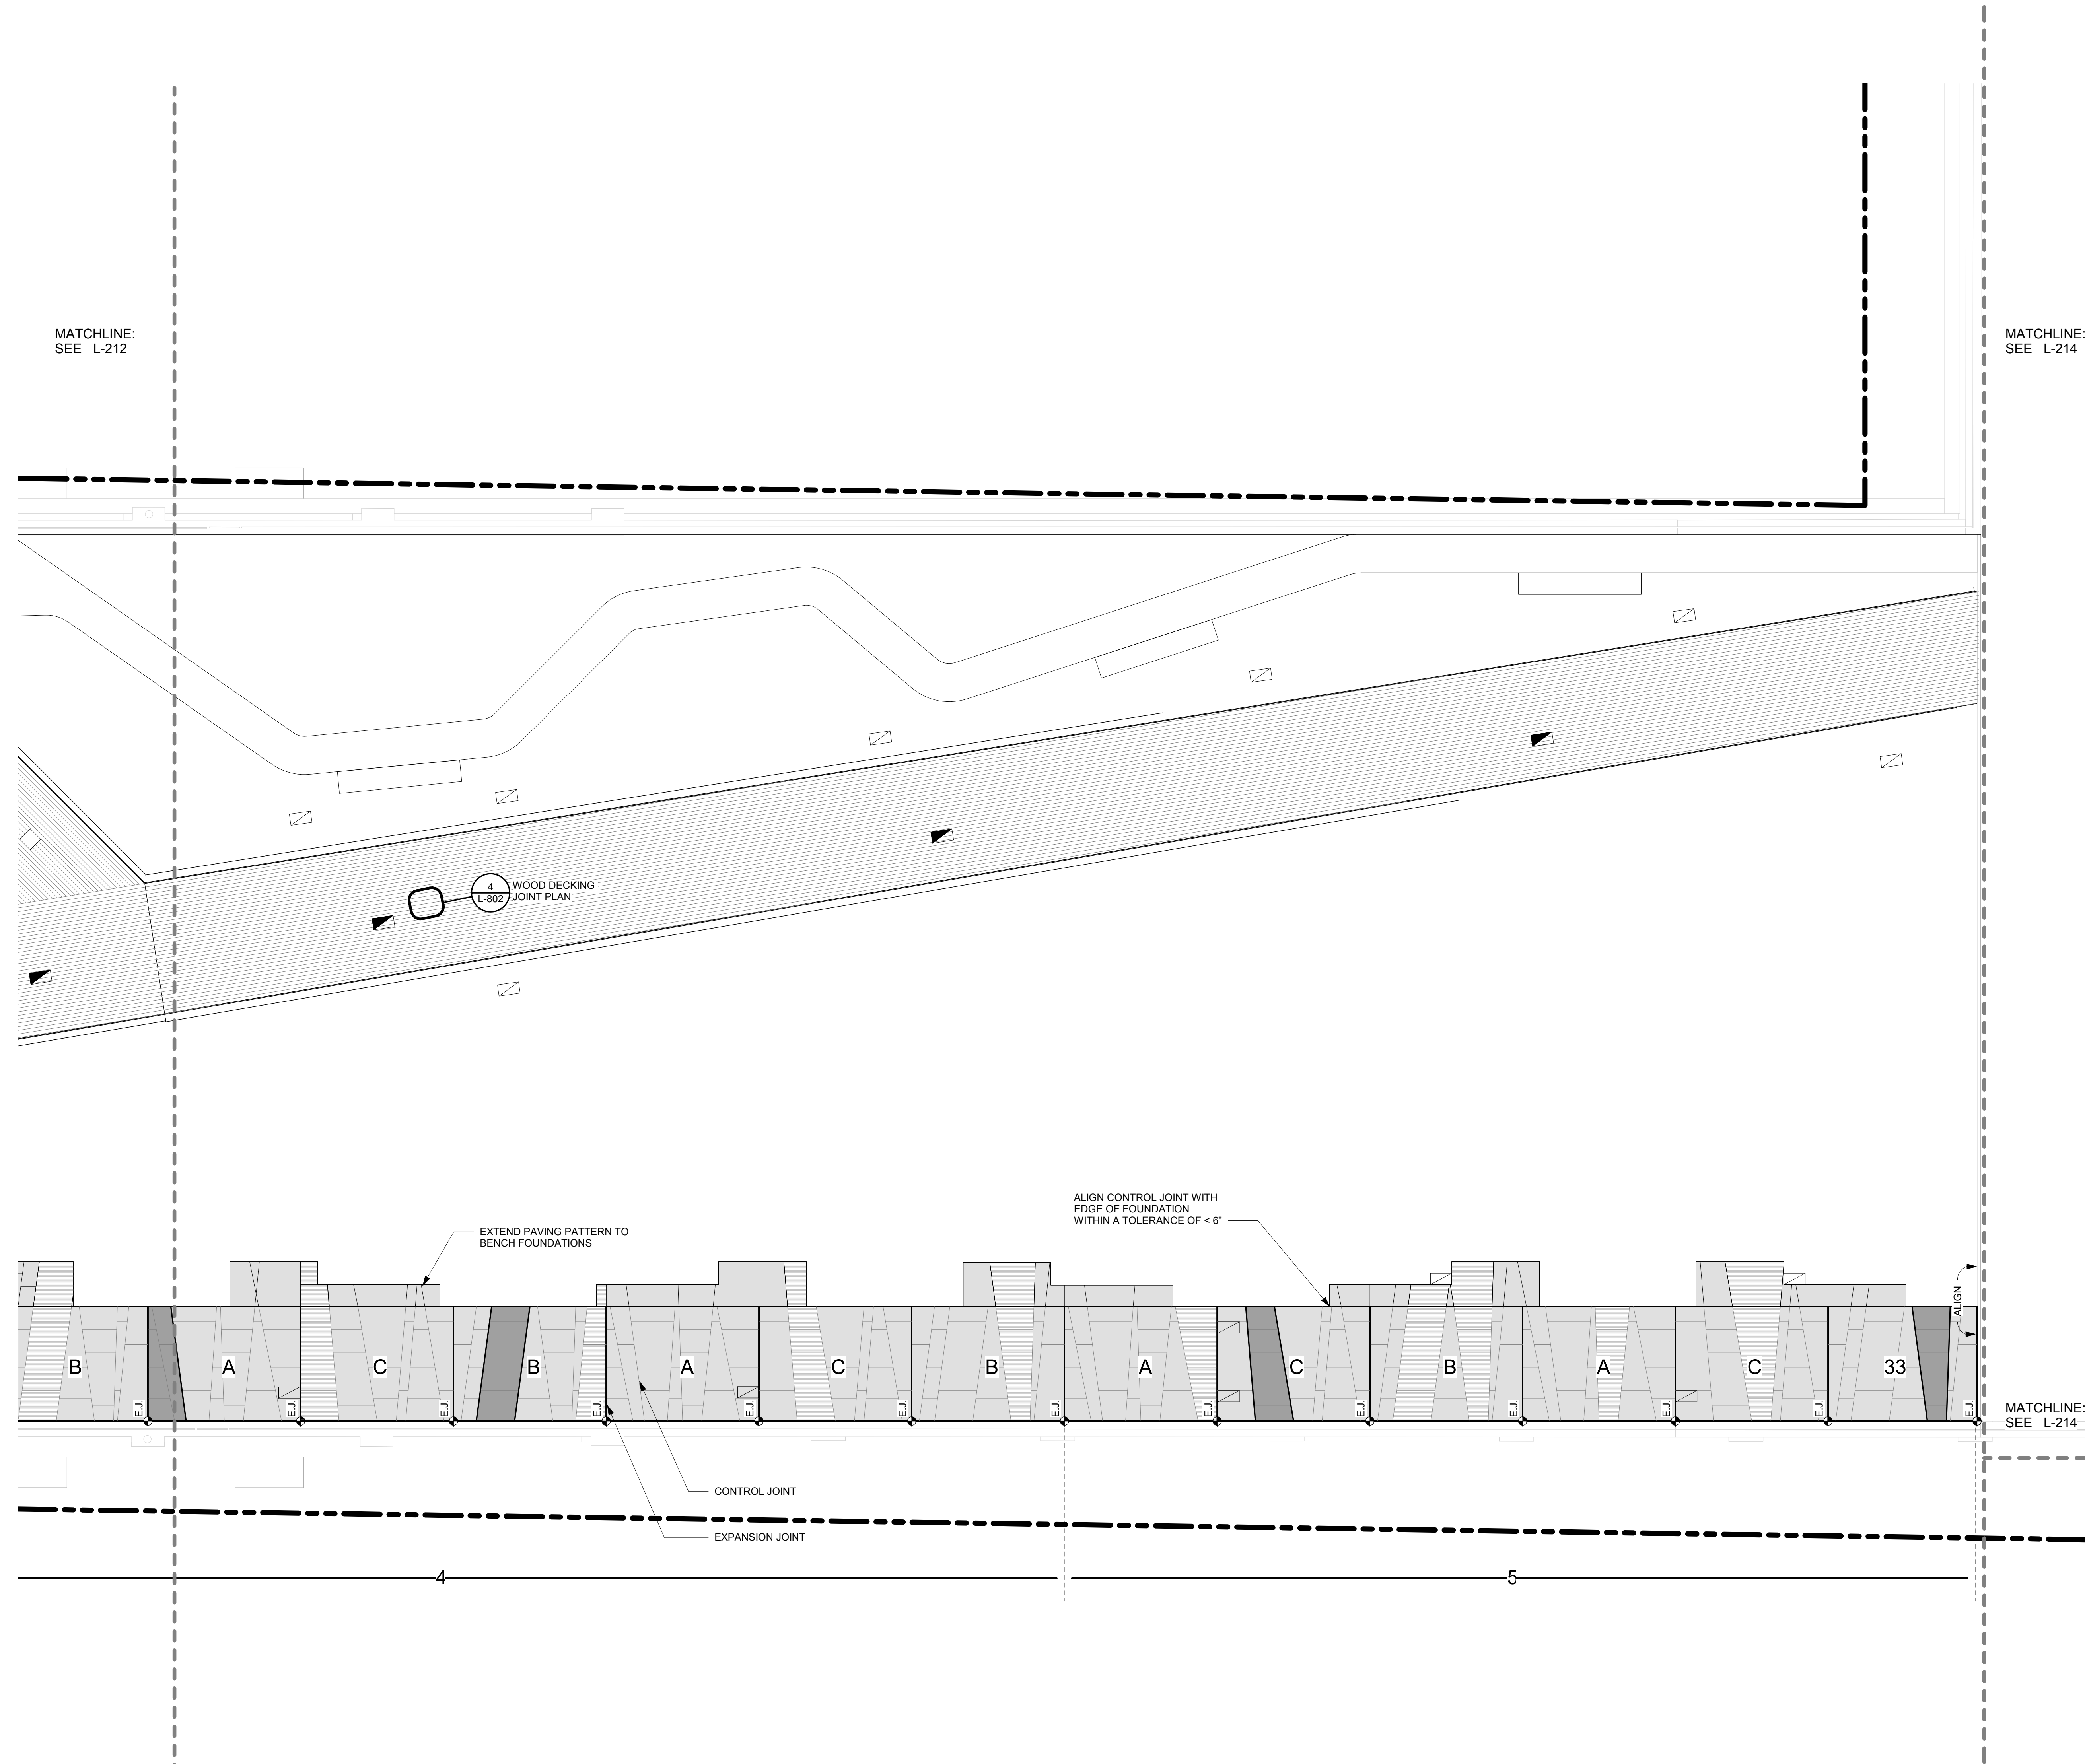 MATCHLINE:
SEE L-212
MATCHLINE:
SEE L-214
4
L-802
WOOD DECKING
JOINT PLAN
ALIGN CONTROL JOINT WITH
EDGE OF FOUNDATION
WITHIN A TOLERANCE OF < 6"
EXTEND PAVING PATTERN TO
BENCH FOUNDATIONS
ALIGN
B
A
C
B
A
C
B
A
C
B
A
C
33
E.J.
E.J.
E.J.
E.J.
E.J.
E.J.
E.J.
E.J.
E.J.
E.J.
E.J.
E.J.
E.J.
MATCHLINE:
SEE L-214
CONTROL JOINT
EXPANSION JOINT
4
5